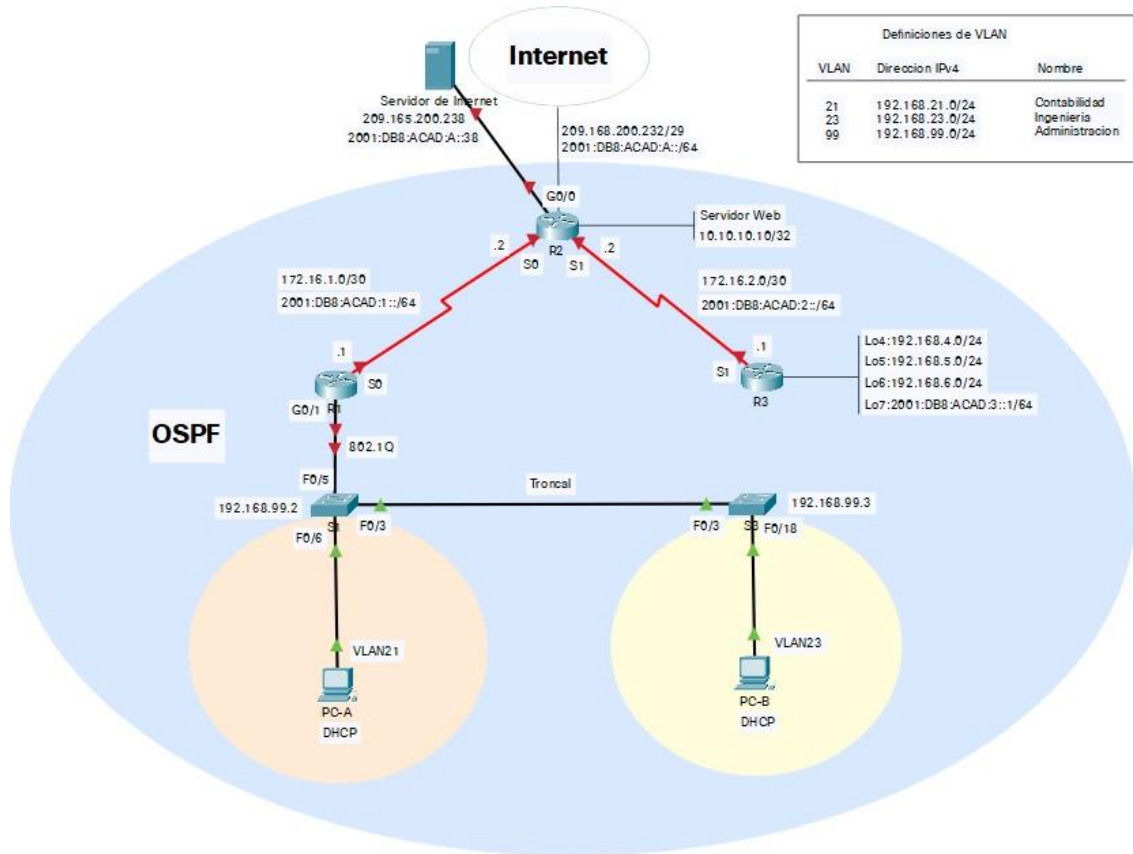 Internet
Definiciones de VLAN
VLAN Direccion IPv4 Nombre
21 192.168.21.0/24 Contabilidad
23 192.168.23.0/24 Ingenieria
99 192.168.99.0/24 Administracion
Servidor de Internet
209.165.200.238
2001:DB8:ACAD:A::38
209.168.200.232/29
2001:DB8:ACAD:A::/64
G0/0
Servidor Web
10.10.10.10/32
.2
R2
.2
S0
S1
172.16.1.0/30
2001:DB8:ACAD:1::/64
172.16.2.0/30
2001:DB8:ACAD:2::/64
.1
S0
R1
G0/1
.1
S1
R3
Lo4:192.168.4.0/24
Lo5:192.168.5.0/24
Lo6:192.168.6.0/24
Lo7:2001:DB8:ACAD:3::1/64
OSPF
802.1Q
F0/5
Troncal
192.168.99.2
S1
F0/3
F0/6
F0/3
S3
F0/18
192.168.99.3
VLAN21
PC-A
DHCP
VLAN23
PC-B
DHCP